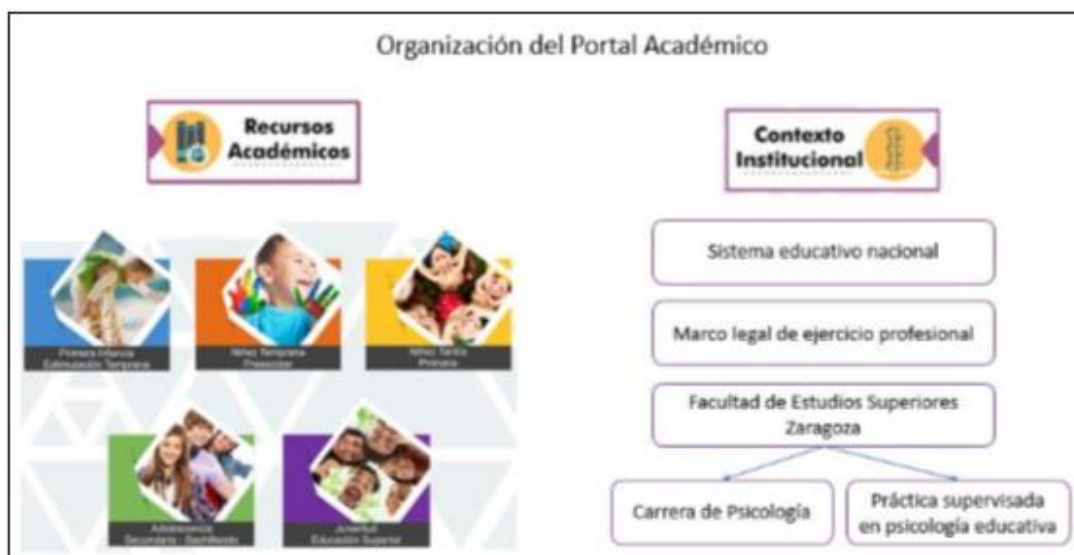 Organización del Portal Académico
Recursos
Académicos
Primera Infancia
Estimulación Temprana
Niñez Temprana
Preescolar
Niñez Tardía
Primaria
Adolescencia
Secundaria - Bachillerato
Juventud
Educación Superior
Contexto
Institucional
Sistema educativo nacional
Marco legal de ejercicio profesional
Facultad de Estudios Superiores
Zaragoza
Carrera de Psicología
Práctica supervisada
en psicología educativa